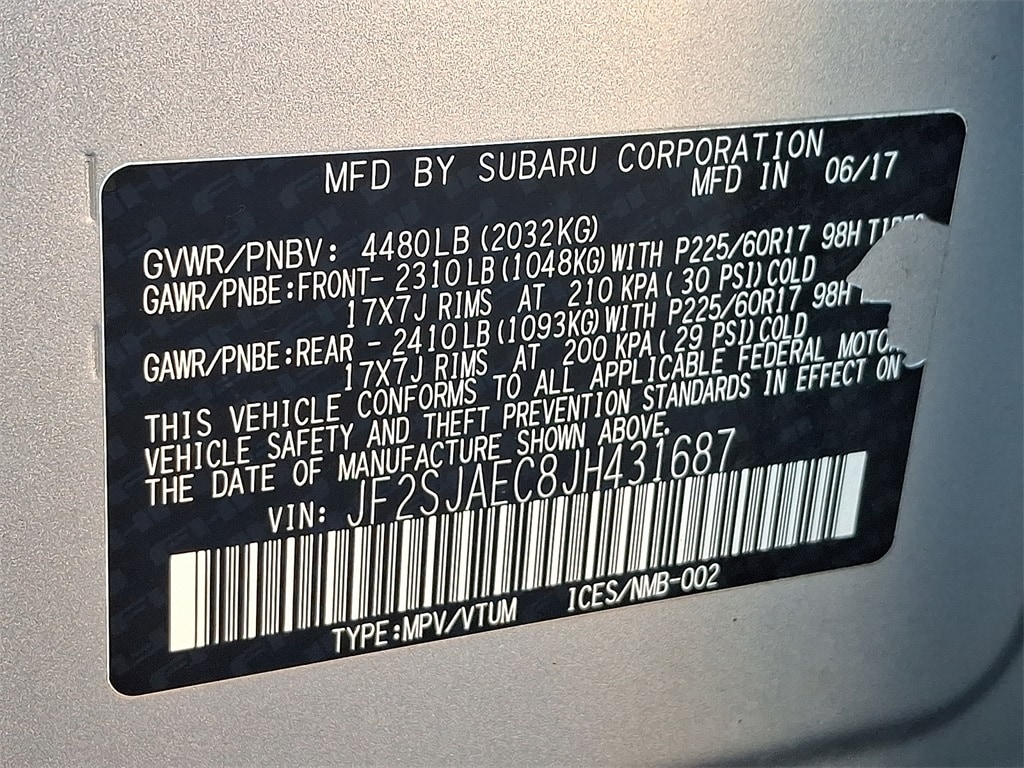 MFD BY SUBARU CORPORATION
MFD IN 06/17
GVWR/PNBV: 4480LB(2032KG)
GAWR/PNBE:FRONT- 2310LB(1048KG)WITH P225/60R17 98H
17X7J RIMS AT 210 KPA( 30 PSI)COLD
GAWR/PNBE:REAR - 2410LB(1093KG)WITH P225/60R17 98H
17X7J RIMS AT 200 KPA( 29 PSI)COLD
THIS VEHICLE CONFORMS TO ALL APPLICABLE FEDERAL
VEHICLE SAFETY AND THEFT PREVENTION STANDARDS IN EFFECT ON
THE DATE OF MANUFACTURE SHOWN ABOVE.
VIN: JF2SJAEC8JH431687
TYPE:MPV/VTUM ICES/NMB-002